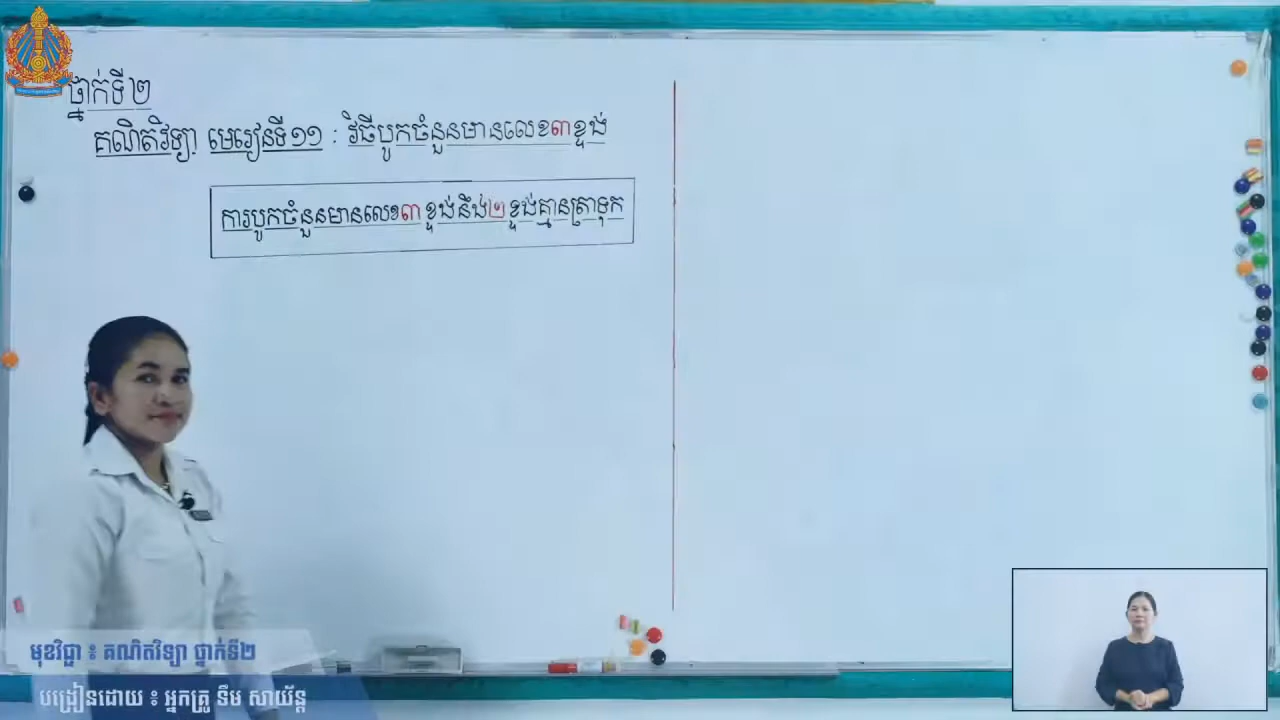 ថ្នាក់ទី២
គណិតវិទ្យា មេរៀនទី១១ : វិធីបូកចំនួនមានលេខ៣ខ្ទង់
ការបូកចំនួនមានលេខ៣ខ្ទង់នឹង២ខ្ទង់គ្មានត្រាទុក
មុខវិជ្ជា ៖ គណិតវិទ្យា ថ្នាក់ទី២
បង្រៀនដោយ ៖ អ្នកគ្រូ ទឹម សាយ័ន្ត